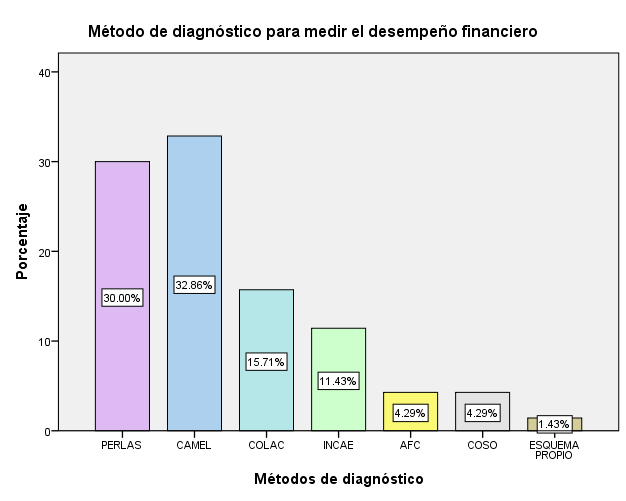 Método de diagnóstico para medir el desempeño financiero
Porcentaje
40
30
20
10
0
30.00%
32.86%
15.71%
11.43%
4.29%
4.29%
1.43%
PERLAS
CAMEL
COLAC
INCAE
AFC
COSO
ESQUEMA
PROPIO
Métodos de diagnóstico